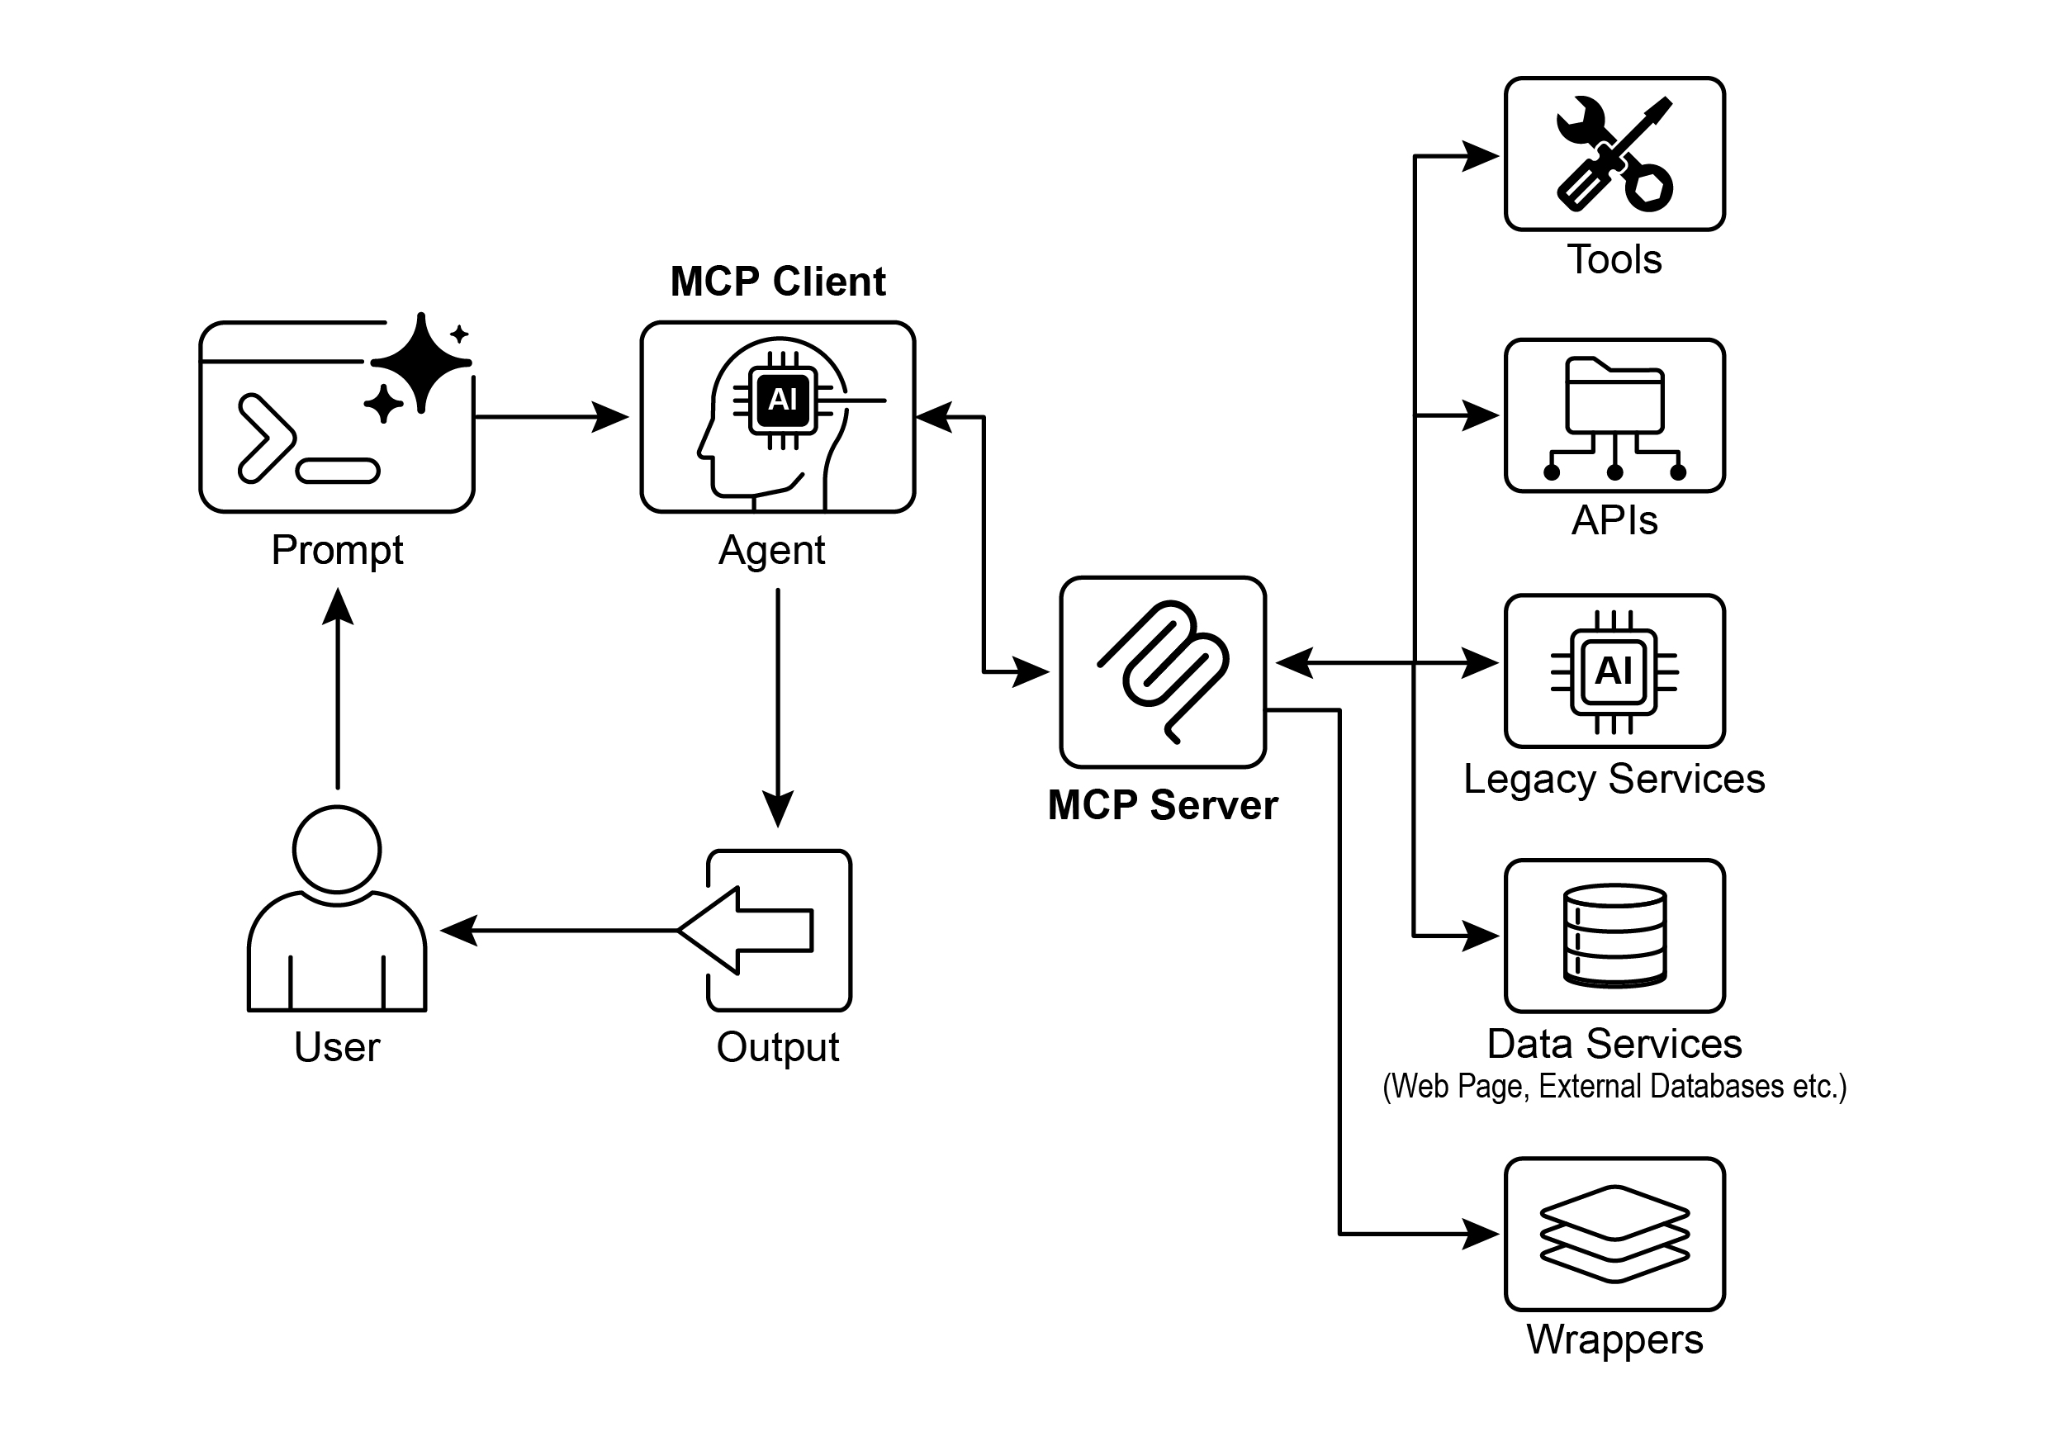 Tools
MCP Client
AI
Prompt
Agent
APIs
MCP Server
AI
Legacy Services
User
Output
Data Services
(Web Page, External Databases etc.)
Wrappers